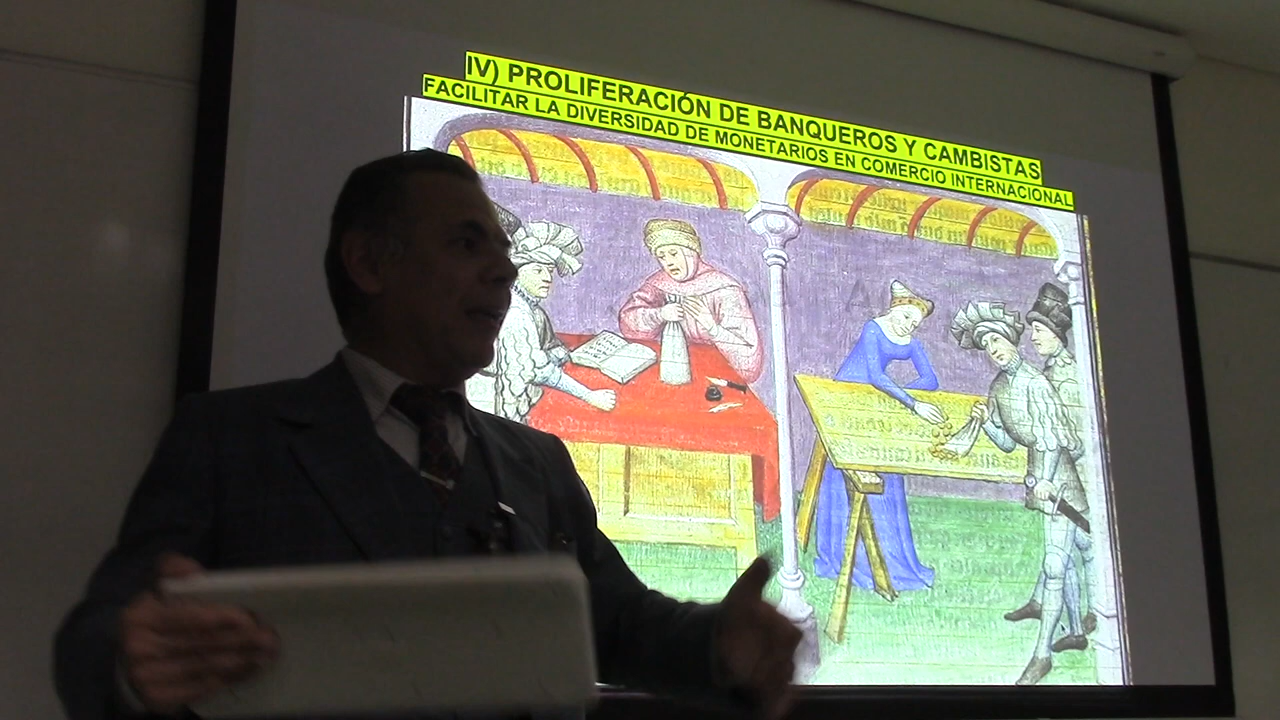 IV) PROLIFERACIÓN DE BANQUEROS Y CAMBISTAS
FACILITAR LA DIVERSIDAD DE MONETARIOS EN COMERCIO INTERNACIONAL